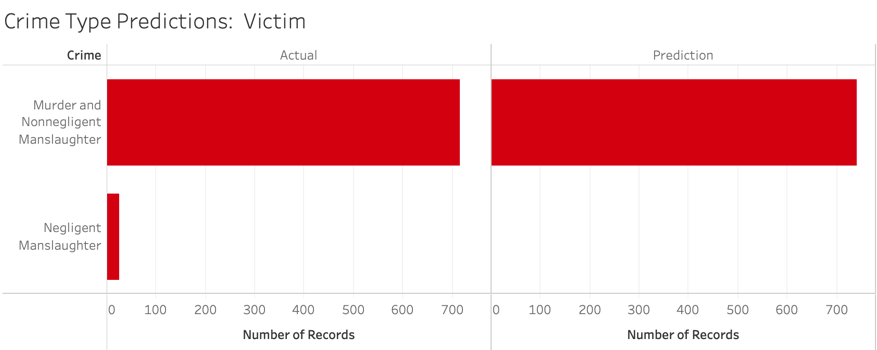 Crime Type Predictions:  Victim
Crime
Actual
Prediction
Murder and
Nonnegligent
Manslaughter
Negligent
Manslaughter
0 100 200 300 400 500 600 700
0 100 200 300 400 500 600 700
Number of Records
Number of Records